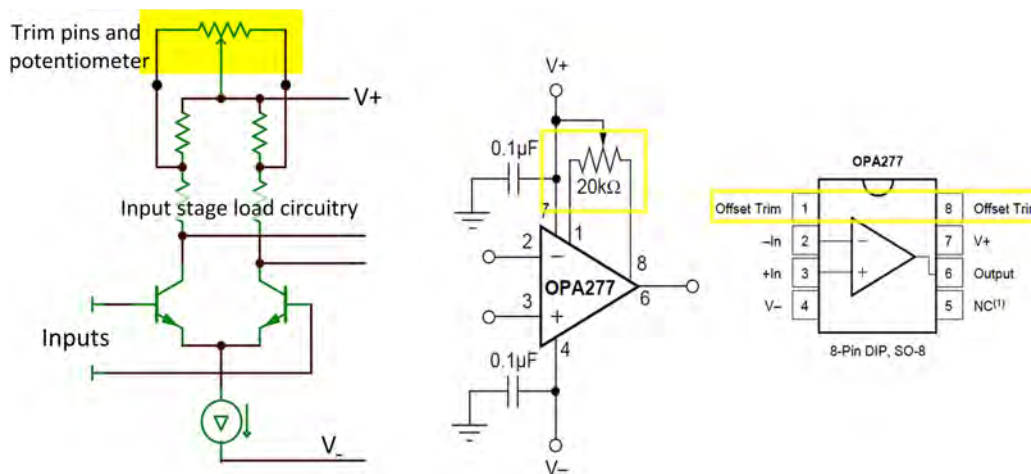 Trim pins and
potentiometer
V+
Input stage load circuitry
Inputs
V-
V+
0.1µF
20kΩ
7
1
2
−
8
OPA277
6
3
+
4
0.1µF
V–
OPA277
Offset Trim
1
8
Offset Trim
–In
2
−
7
V+
+In
3
+
6
Output
V–
4
5
NC(1)
8-Pin DIP, SO-8